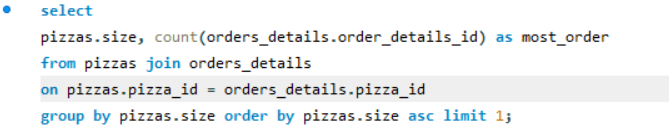 select
pizzas.size, count(orders_details.order_details_id) as most_order
from pizzas join orders_details
on pizzas.pizza_id = orders_details.pizza_id
group by pizzas.size order by pizzas.size asc limit 1;